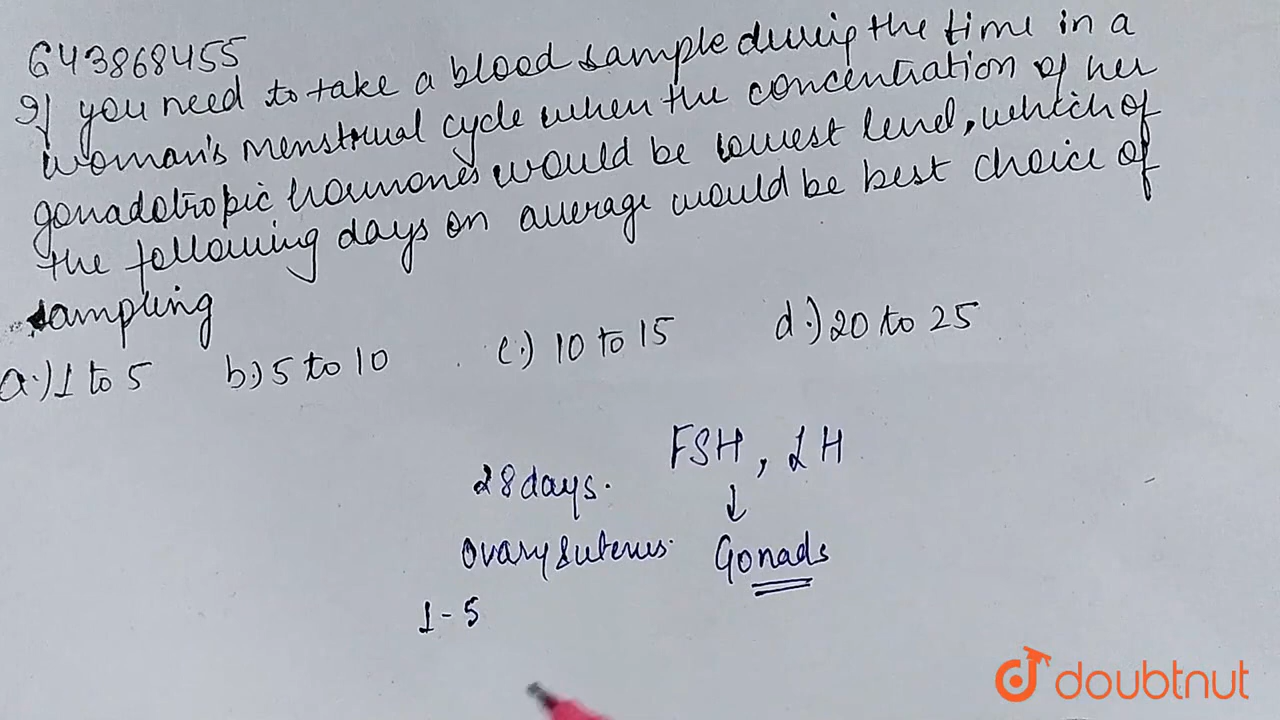 643868455
If you need to take a blood sample during the time in a
woman's menstrual cycle when the concentration of her
gonadotropic hormones would be lowest level, which of
the following days on average would be best choice of
sampling
a.) 1 to 5 b.) 5 to 10 c.) 10 to 15 d.) 20 to 25
FSH, LH
28 days.
↓
Ovary & uterus. Gonads
1-5
doubtnut